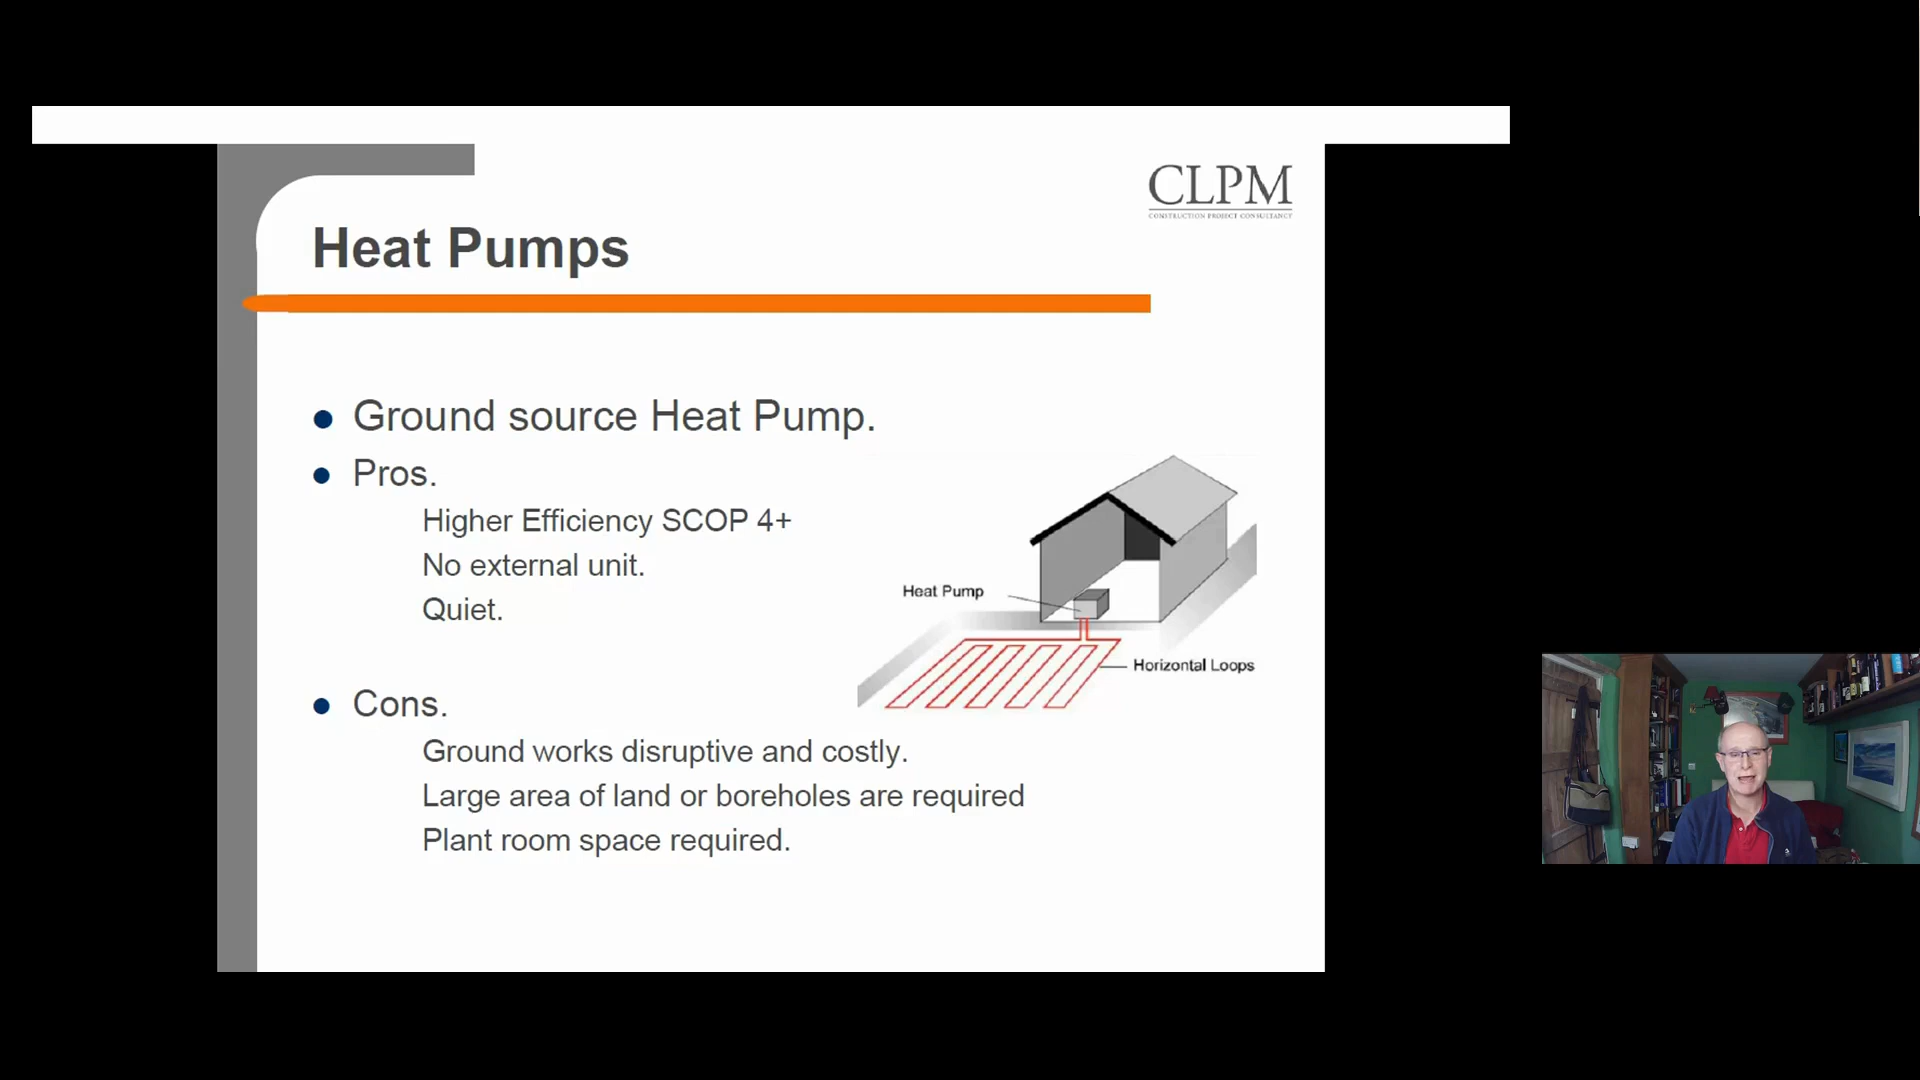 CLPM
CONSTRUCTION PROJECT CONSULTANCY
Heat Pumps
Ground source Heat Pump.
Pros.
Higher Efficiency SCOP 4+
No external unit.
Quiet.
Heat Pump
Horizontal Loops
Cons.
Ground works disruptive and costly.
Large area of land or boreholes are required
Plant room space required.